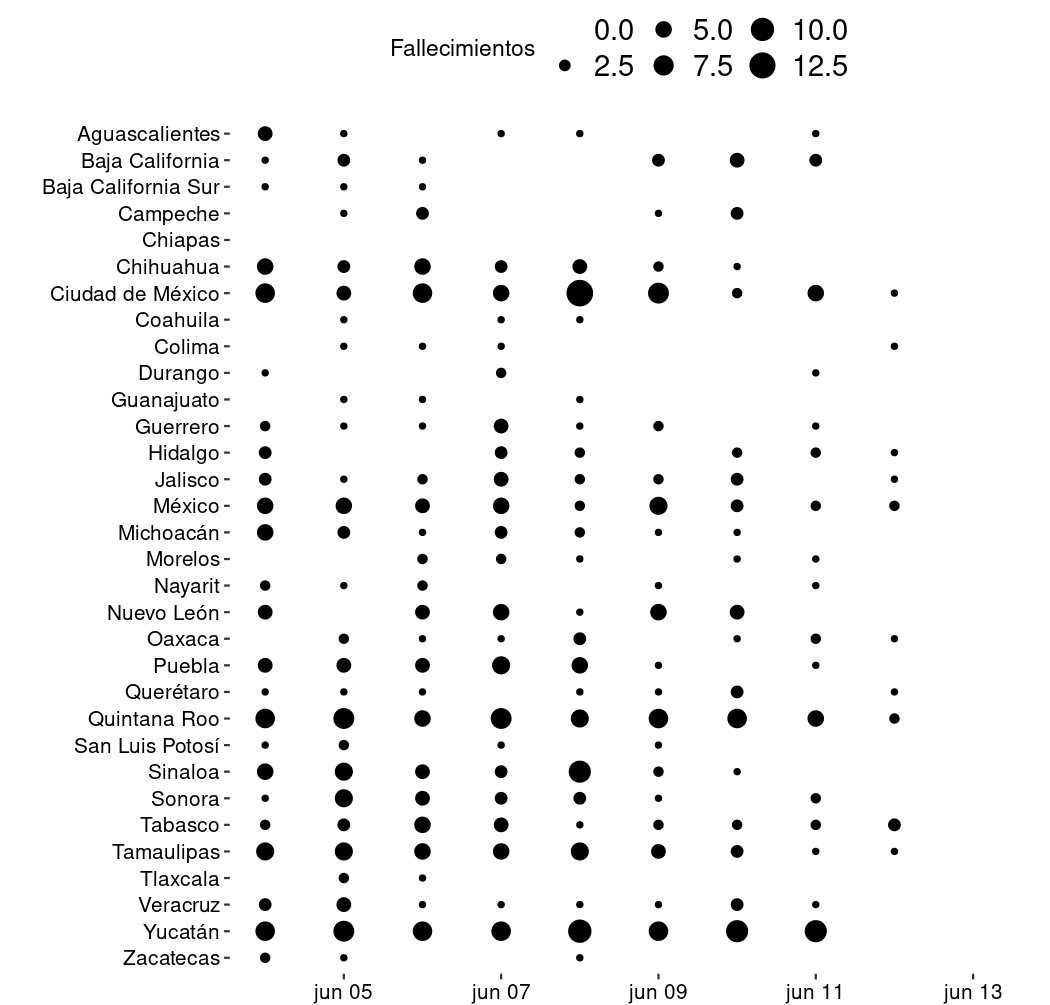 Fallecimientos
0.0 5.0 10.0
2.5 7.5 12.5
Aguascalientes
Baja California
Baja California Sur
Campeche
Chiapas
Chihuahua
Ciudad de México
Coahuila
Colima
Durango
Guanajuato
Guerrero
Hidalgo
Jalisco
México
Michoacán
Morelos
Nayarit
Nuevo León
Oaxaca
Puebla
Querétaro
Quintana Roo
San Luis Potosí
Sinaloa
Sonora
Tabasco
Tamaulipas
Tlaxcala
Veracruz
Yucatán
Zacatecas
jun 05 jun 07 jun 09 jun 11 jun 13